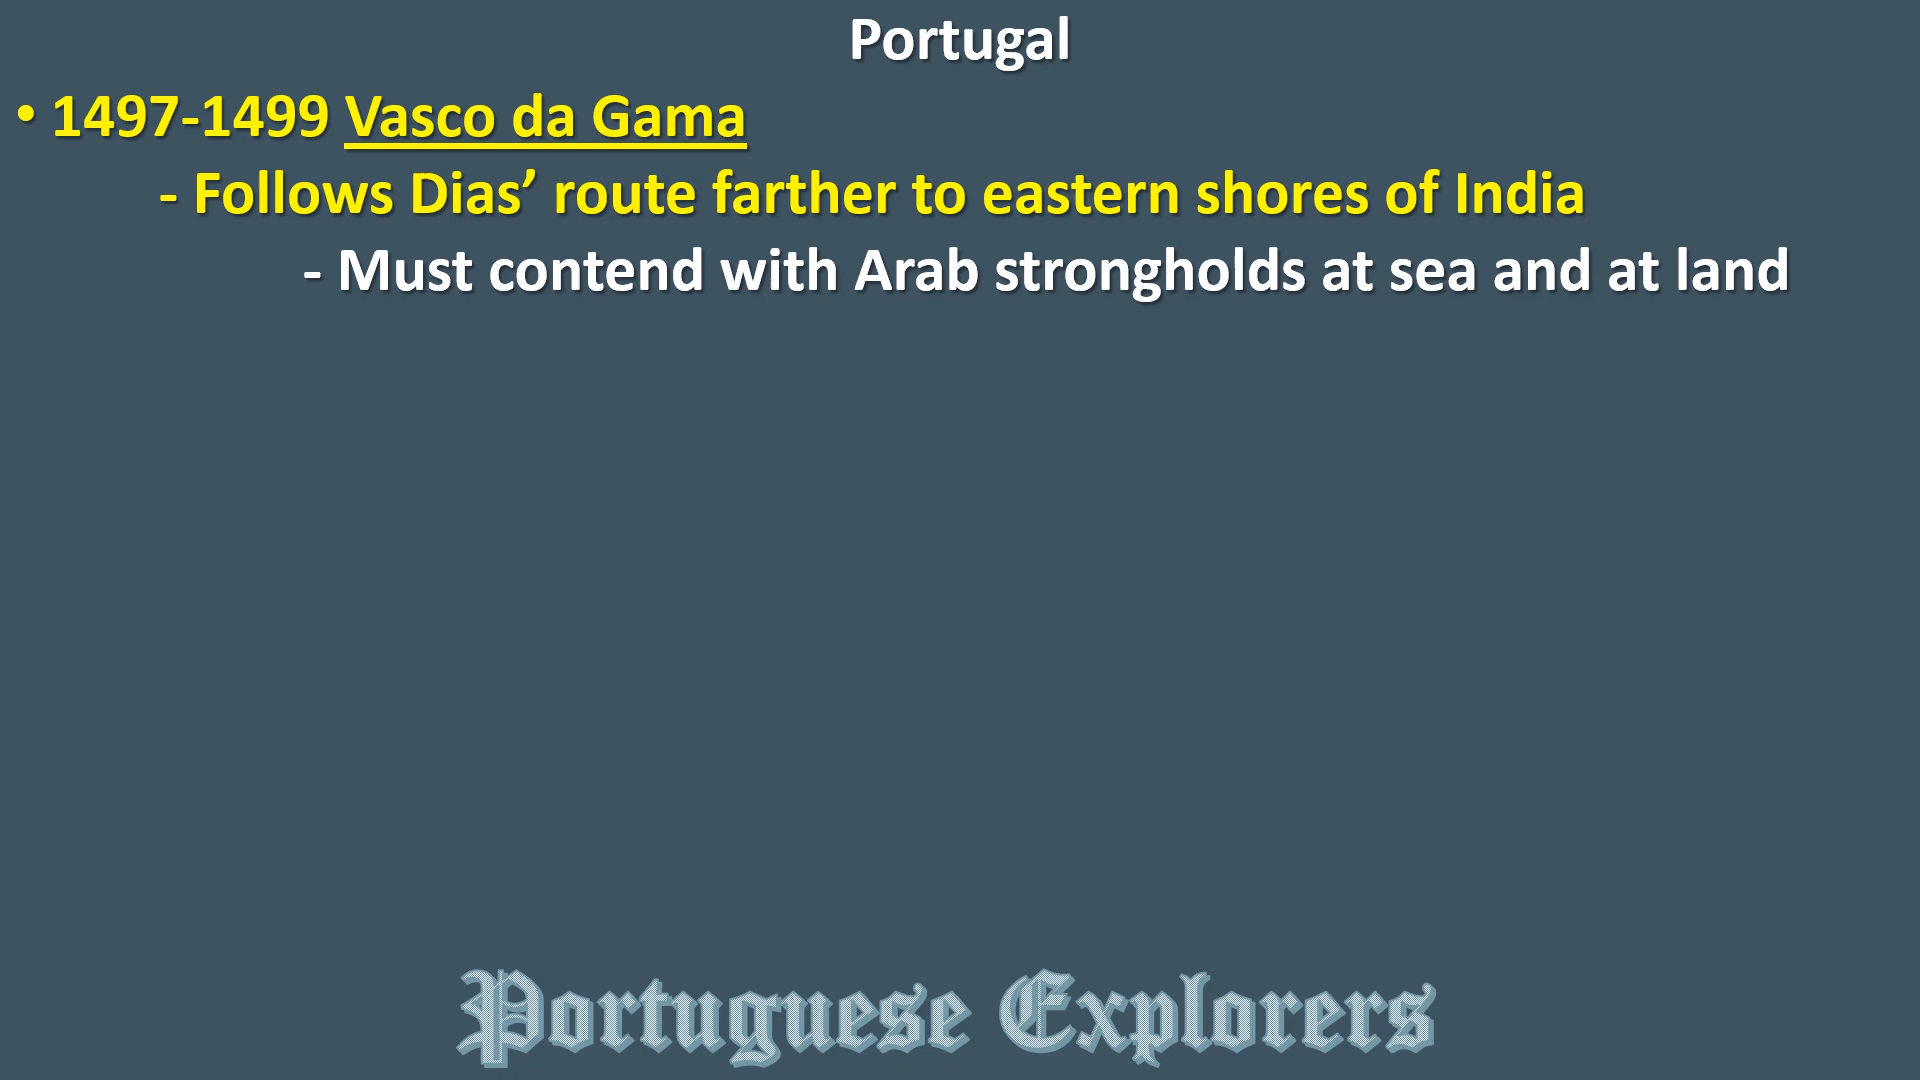 Portugal
• 1497-1499 Vasco da Gama
- Follows Dias’ route farther to eastern shores of India
- Must contend with Arab strongholds at sea and at land
Portuguese Explorers